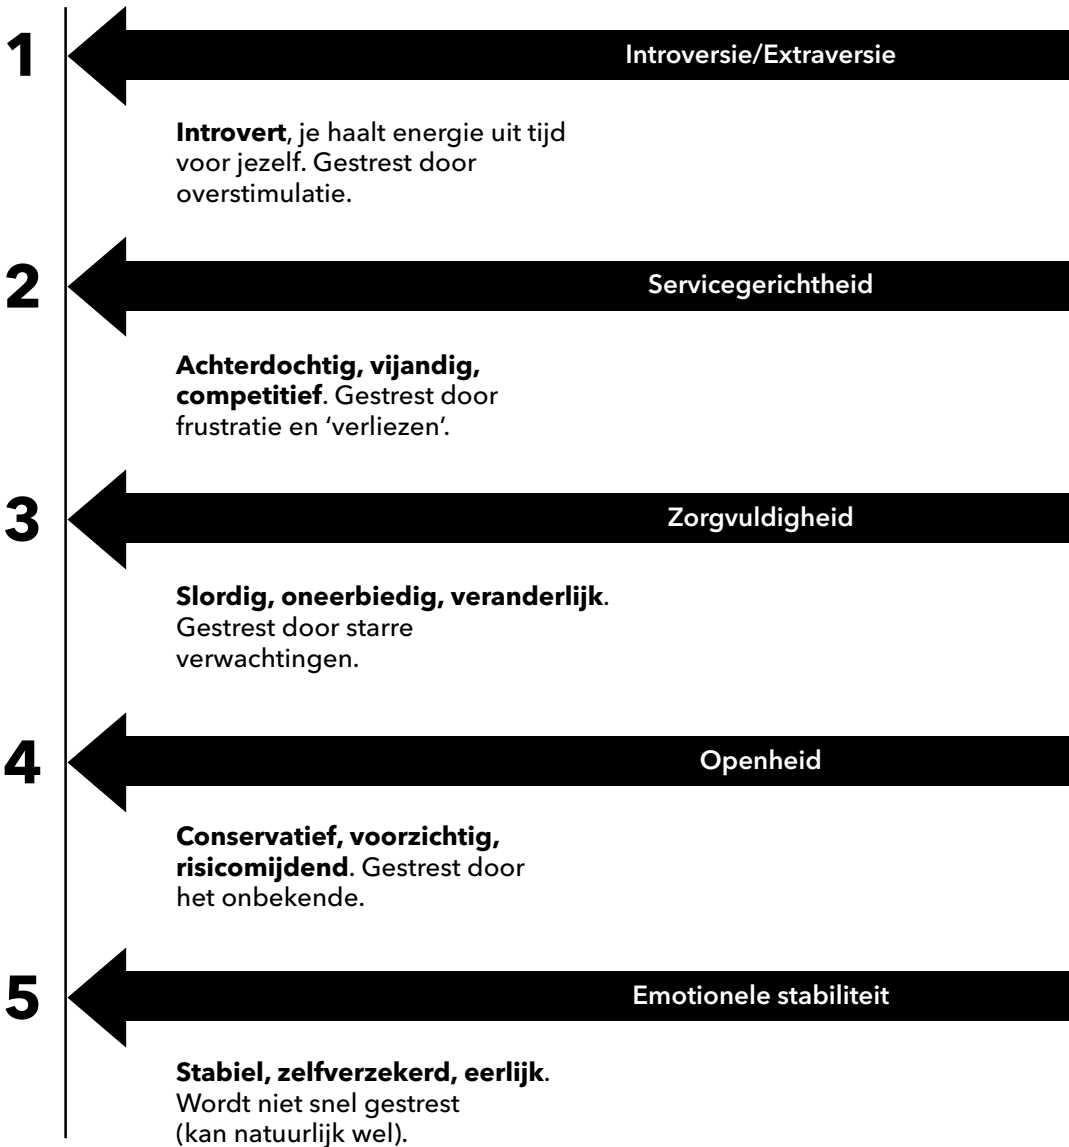 1
Introversie/Extraversie
Introvert, je haalt energie uit tijd
voor jezelf. Gestrest door
overstimulatie.
2
Servicegerichtheid
Achterdochtig, vijandig,
competitief. Gestrest door
frustratie en ‘verliezen’.
3
Zorgvuldigheid
Slordig, oneerbiedig, veranderlijk.
Gestrest door starre
verwachtingen.
4
Openheid
Conservatief, voorzichtig,
risicomijdend. Gestrest door
het onbekende.
5
Emotionele stabiliteit
Stabiel, zelfverzekerd, eerlijk.
Wordt niet snel gestrest
(kan natuurlijk wel).